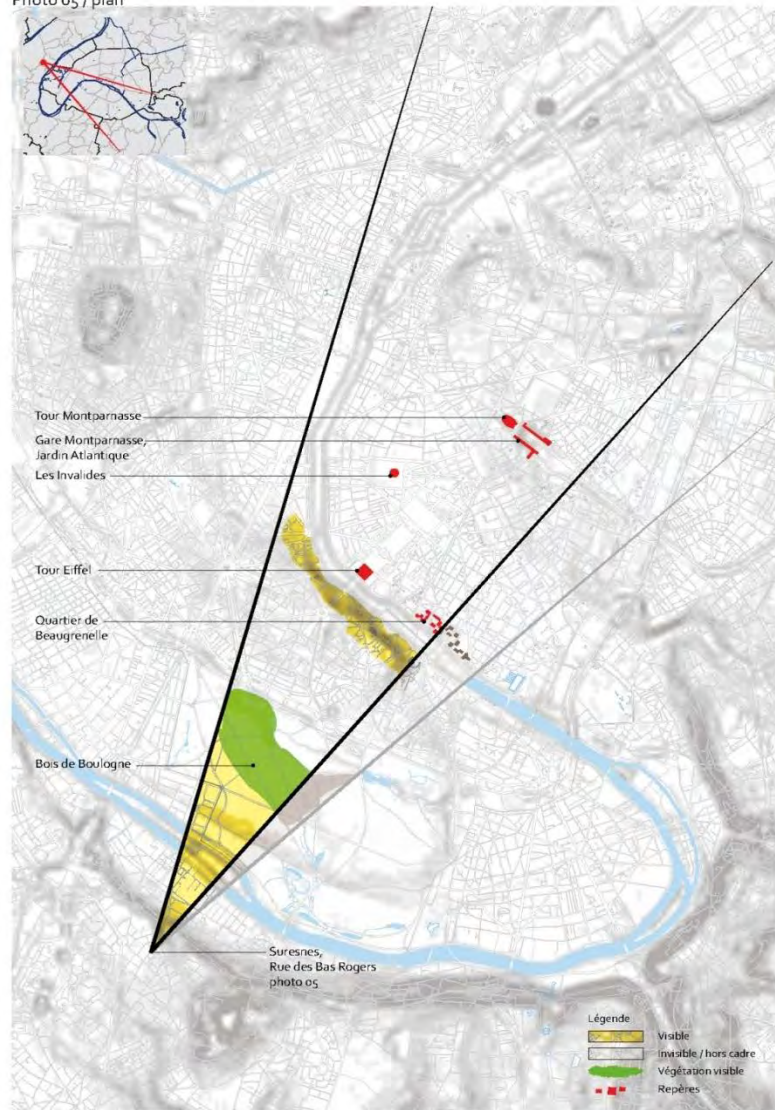 Photo 05 / plan
Tour Montparnasse
Gare Montparnasse,
Jardin Atlantique
Les Invalides
Tour Eiffel
Quartier de
Beaugrenelle
Bois de Boulogne
Suresnes,
Rue des Bas Rogers
photo 05
Légende
Visible
Invisible / hors cadre
Végétation visible
Repères